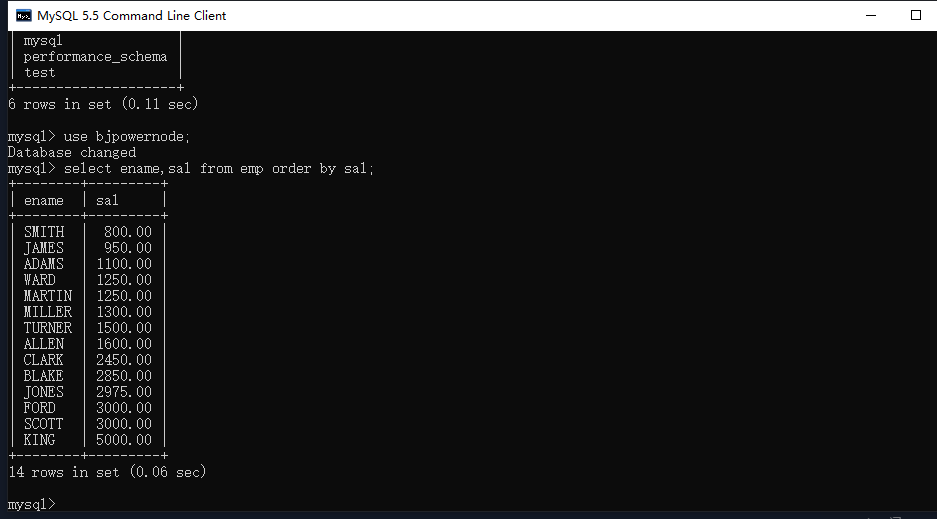 MySQL 5.5 Command Line Client
| mysql              |
| performance_schema |
| test               |
+--------------------+
6 rows in set (0.11 sec)
mysql> use bjpowernode;
Database changed
mysql> select ename,sal from emp order by sal;
+--------+---------+
| ename  | sal     |
+--------+---------+
| SMITH  |  800.00 |
| JAMES  |  950.00 |
| ADAMS  | 1100.00 |
| WARD   | 1250.00 |
| MARTIN | 1250.00 |
| MILLER | 1300.00 |
| TURNER | 1500.00 |
| ALLEN  | 1600.00 |
| CLARK  | 2450.00 |
| BLAKE  | 2850.00 |
| JONES  | 2975.00 |
| FORD   | 3000.00 |
| SCOTT  | 3000.00 |
| KING   | 5000.00 |
+--------+---------+
14 rows in set (0.06 sec)
mysql>